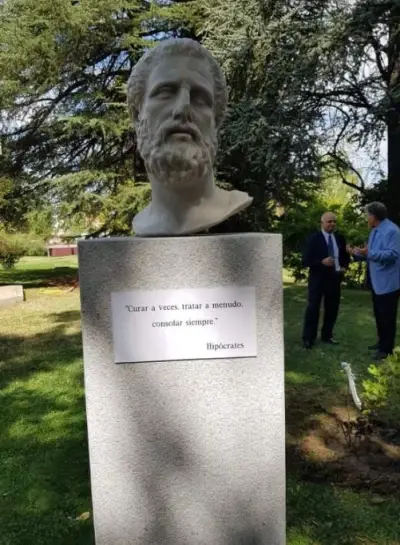 "Curar a veces, tratar a menudo,
consolar siempre."
Hipócrates